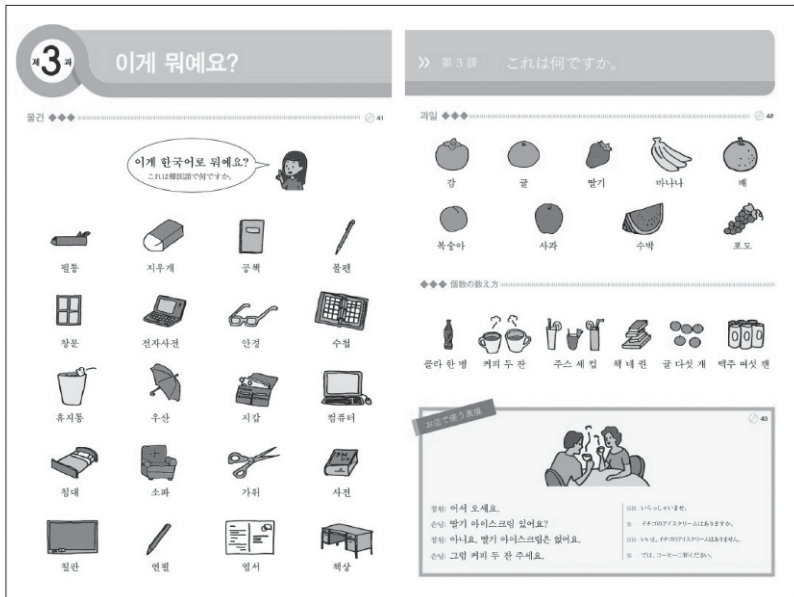 제3과
이게 뭐예요?
물건 ◆◆◆ 41
이게 한국어로 뭐예요?
これは韓国語で何ですか。
필통 지우개 공책 볼펜
창문 전자사전 안경 수첩
휴지통 우산 지갑 컴퓨터
침대 소파 가위 사전
칠판 연필 엽서 책상
» 第3課 これは何ですか。
과일 ◆◆◆ 42
감 귤 딸기 바나나 배
복숭아 사과 수박 포도
◆◆◆ 個数の数え方
콜라 한 병 커피 두 잔 주스 세 컵 책 네 권 귤 다섯 개 맥주 여섯 캔
お店で使う表現
43
점원: 어서 오세요.
손님: 딸기 아이스크림 있어요?
점원: 아니요, 딸기 아이스크림은 없어요.
손님: 그럼 커피 두 잔 주세요.
店員: いらっしゃいませ。
客: イチゴのアイスクリームはありますか。
店員: いいえ、イチゴのアイスクリームはありません。
客: では、コーヒー二杯ください。